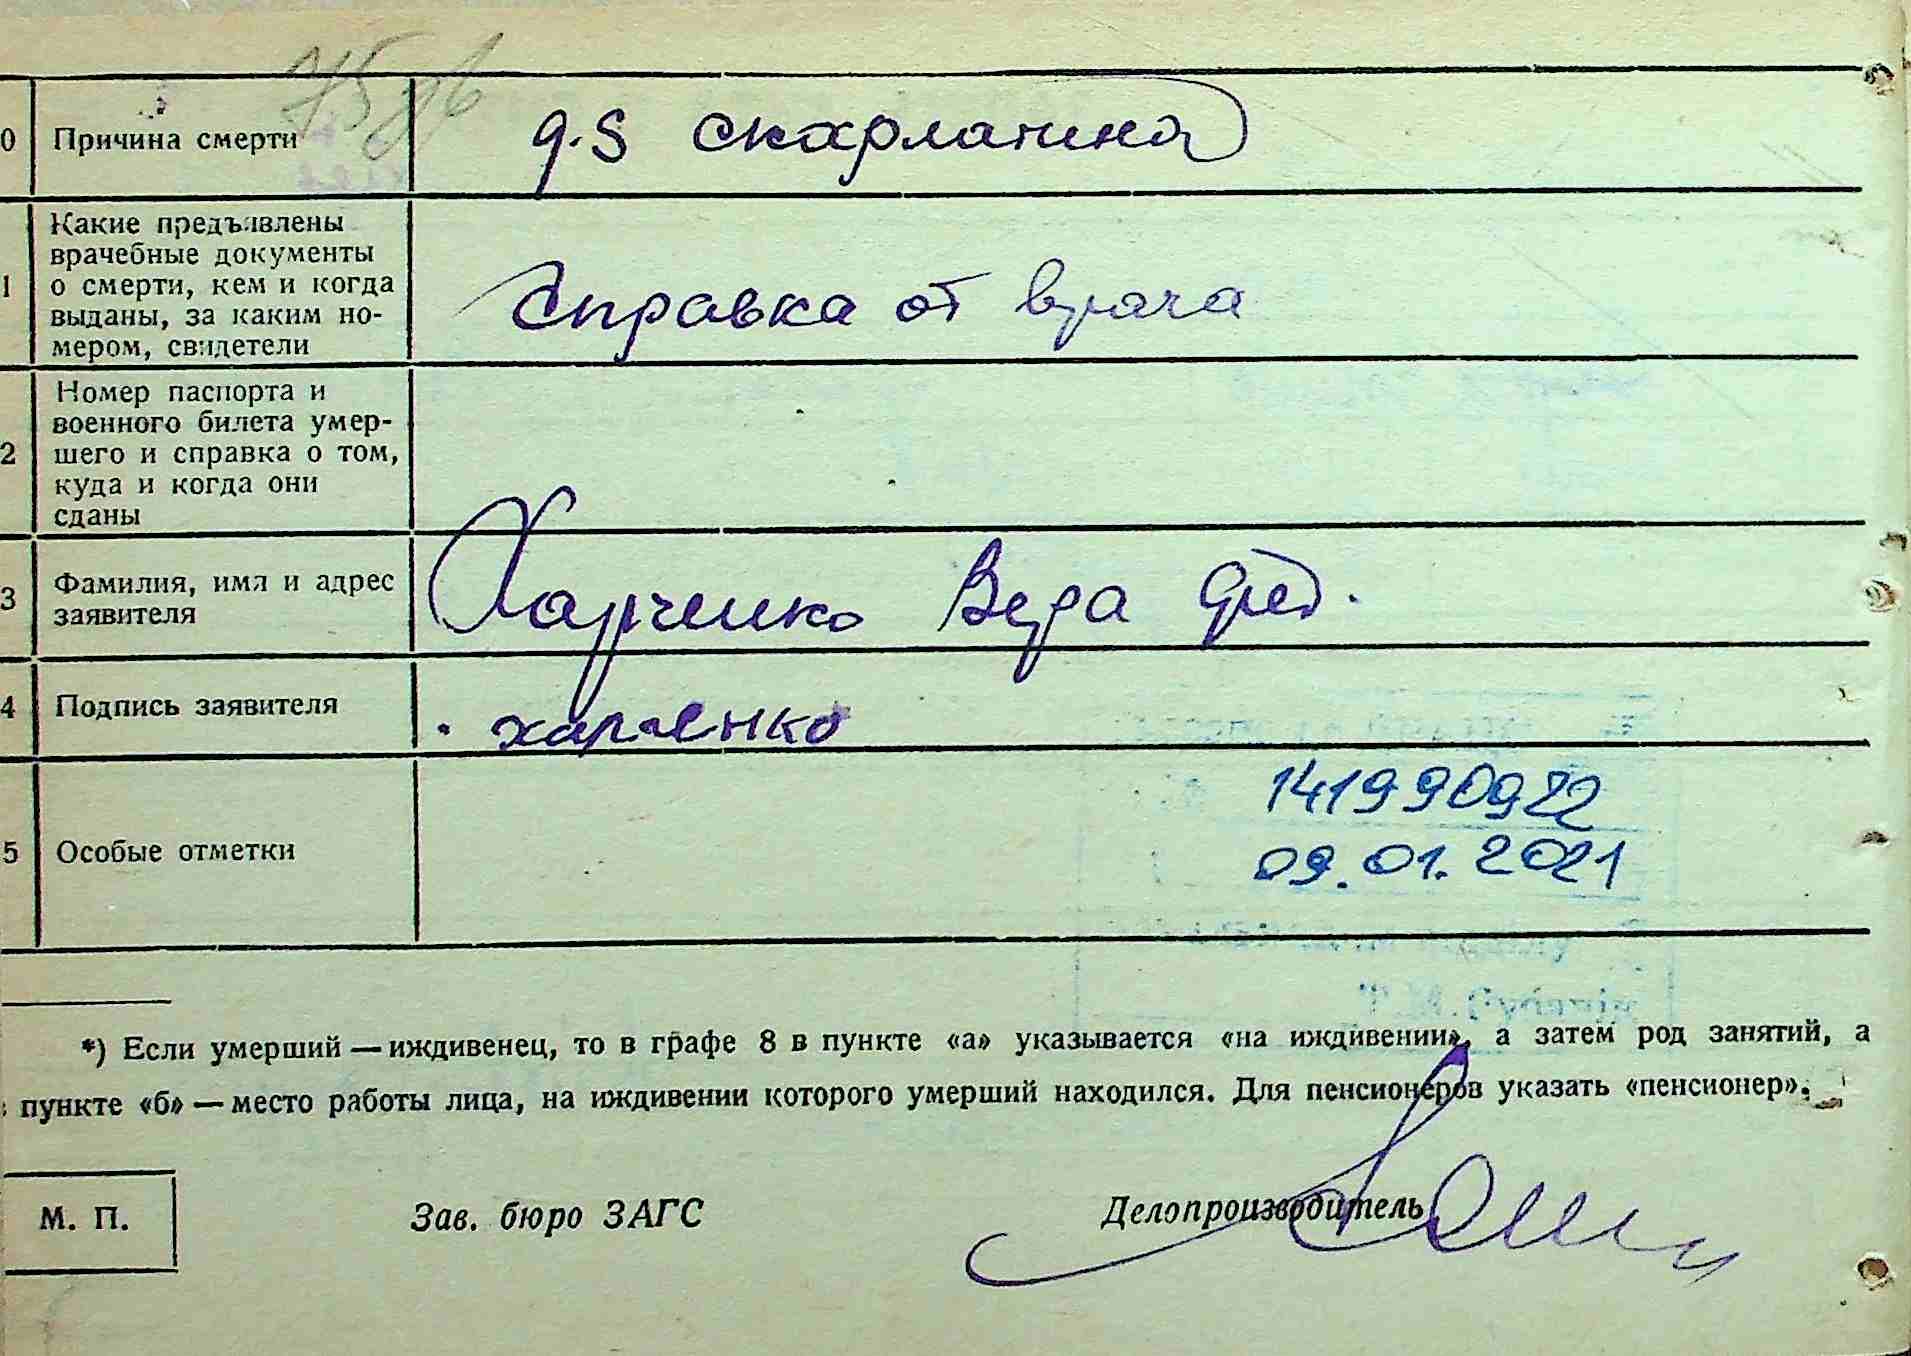 0 Причина смерти d.S скарлатина
1 Какие предъявлены
врачебные документы
о смерти, кем и когда
выданы, за каким но-
мером, свидетели
Справка от врача
2 Номер паспорта и
военного билета умер-
шего и справка о том,
куда и когда они
сданы
3 Фамилия, имя и адрес
заявителя
Харченко Вера
4 Подпись заявителя харченко
5 Особые отметки
141990922
09.01.2021
*) Если умерший — иждивенец, то в графе 8 в пункте «а» указывается «на иждивении», а затем род занятий, а
пункте «б» — место работы лица, на иждивении которого умерший находился. Для пенсионеров указать «пенсионер».
М. П. Зав. бюро ЗАГС Делопроизводитель